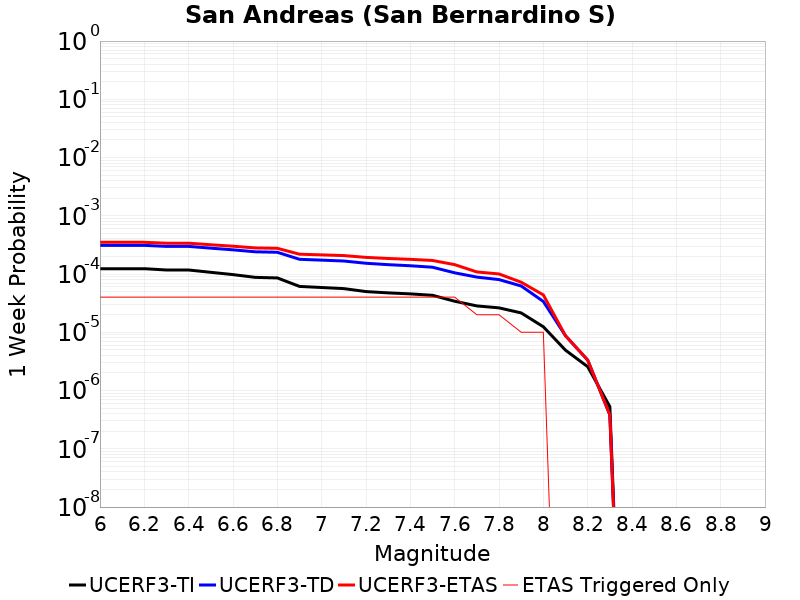 San Andreas (San Bernardino S)
1 Week Probability
10^0
10^-1
10^-2
10^-3
10^-4
10^-5
10^-6
10^-7
10^-8
6 6.2 6.4 6.6 6.8 7 7.2 7.4 7.6 7.8 8 8.2 8.4 8.6 8.8 9
Magnitude
UCERF3-TI UCERF3-TD UCERF3-ETAS ETAS Triggered Only